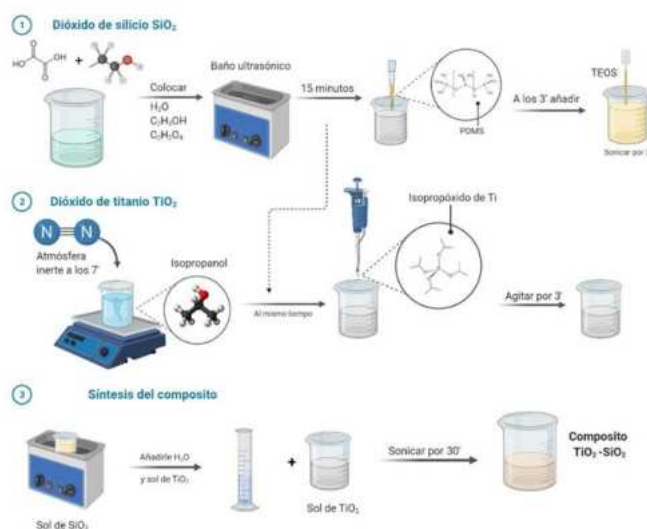 1 Dióxido de silicio SiO₂
HO
O
OH
O
+
Colocar
H₂O
C₂H₅OH
C₂H₂O₄
Baño ultrasónico
15 minutos
PDMS
A los 3' añadir
TEOS
Sonicar por
2 Dióxido de titanio TiO₂
N N
Atmósfera
inerte a los 7'
Isopropanol
Al mismo tiempo
Isopropóxido de Ti
Agitar por 3'
3 Síntesis del composito
Sol de SiO₂
Añadirle H₂O
y sol de TiO₂
+
Sol de TiO₂
Sonicar por 30'
Composito
TiO₂ -SiO₂